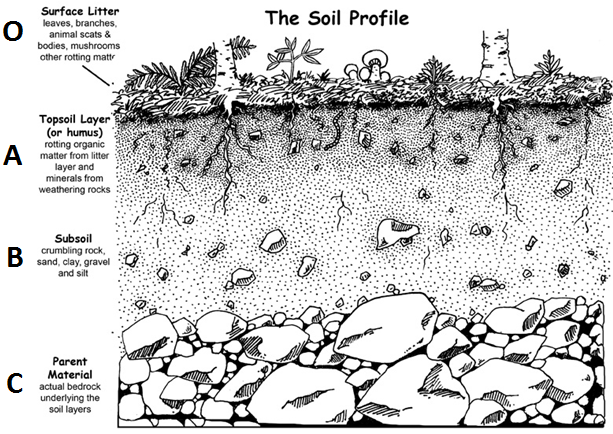 The Soil Profile
O
Surface Litter
leaves, branches,
animal scats &
bodies, mushrooms
other rotting matte
A
Topsoil Layer
(or humus)
rotting organic
matter from litter
layer and
minerals from
weathering rocks
B
Subsoil
crumbling rock,
sand, clay, gravel
and silt
C
Parent
Material
actual bedrock
underlying the
soil layers